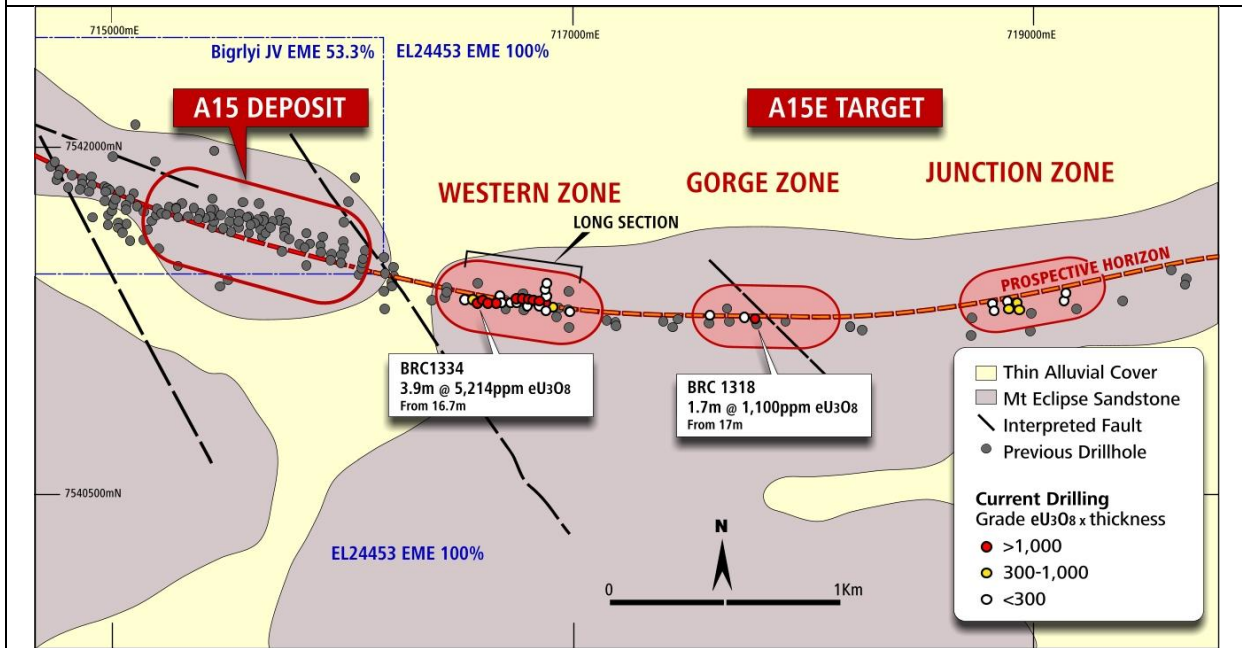 715000mE
717000mE
719000mE
Bigrlyi JV EME 53.3%
EL24453 EME 100%
A15 DEPOSIT
A15E TARGET
7542000mN
WESTERN ZONE
GORGE ZONE
JUNCTION ZONE
LONG SECTION
PROSPECTIVE HORIZON
BRC1334
3.9m @ 5,214ppm eU3O8
From 16.7m
BRC 1318
1.7m @ 1,100ppm eU3O8
From 17m
7540500mN
EL24453 EME 100%
N
0
1Km
Thin Alluvial Cover
Mt Eclipse Sandstone
Interpreted Fault
Previous Drillhole
Current Drilling
Grade eU3O8 x thickness
>1,000
300-1,000
<300